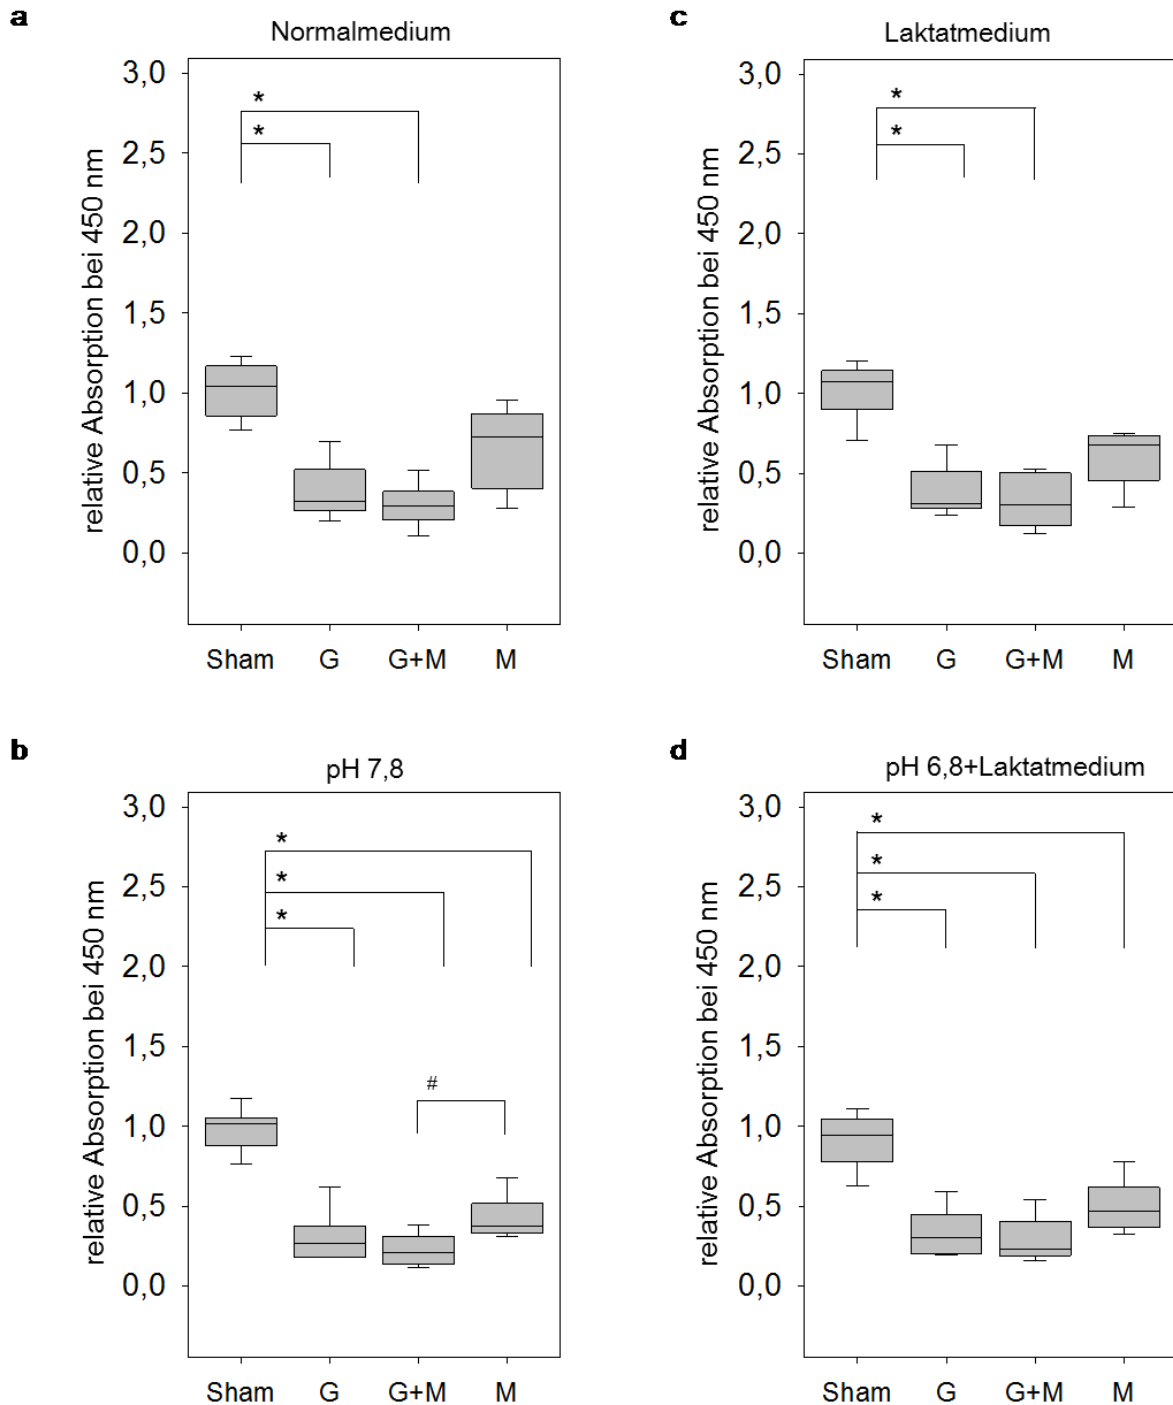 a
Normalmedium
relative Absorption bei 450 nm
3,0
2,5
2,0
1,5
1,0
0,5
0,0
*
*
Sham G G+M M
c
Laktatmedium
relative Absorption bei 450 nm
3,0
2,5
2,0
1,5
1,0
0,5
0,0
*
*
Sham G G+M M
b
pH 7,8
relative Absorption bei 450 nm
3,0
2,5
2,0
1,5
1,0
0,5
0,0
*
*
*
#
Sham G G+M M
d
pH 6,8+Laktatmedium
relative Absorption bei 450 nm
3,0
2,5
2,0
1,5
1,0
0,5
0,0
*
*
*
Sham G G+M M